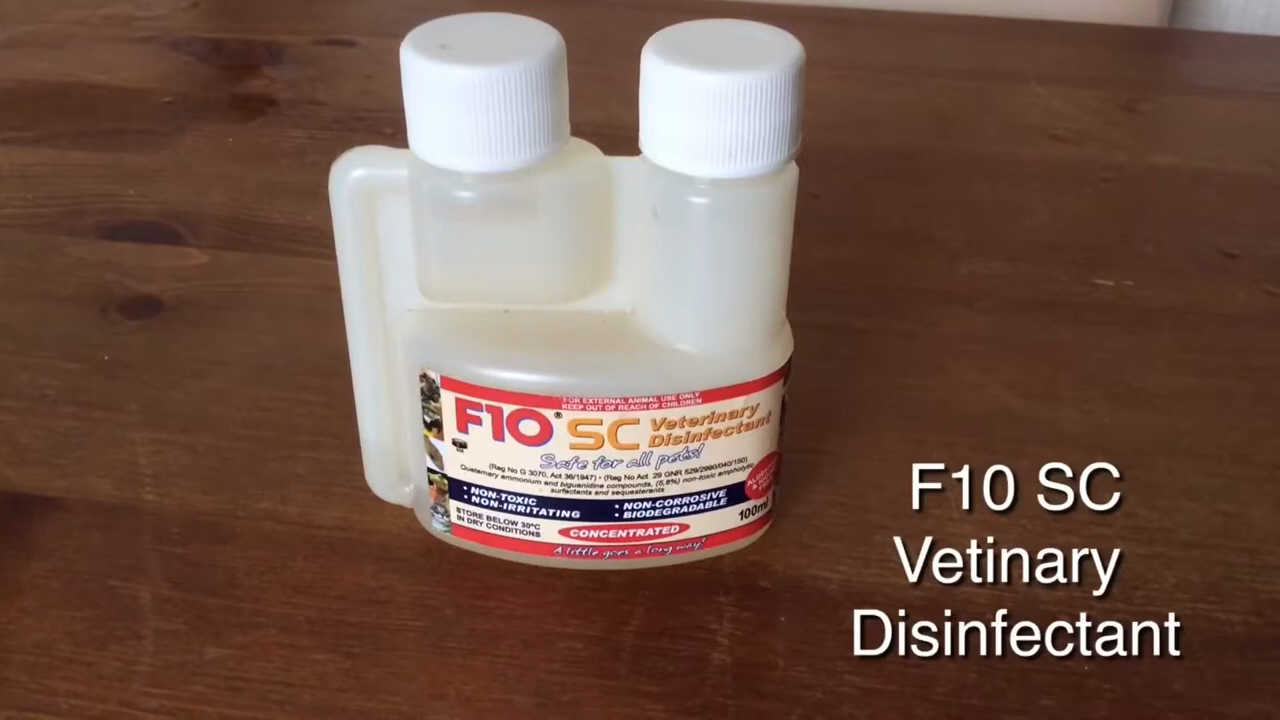 FOR EXTERNAL ANIMAL USE ONLY
KEEP OUT OF REACH OF CHILDREN
F10® SC Veterinary
Disinfectant
Safe for all pets!
(Reg No G 3070, Act 36/1947) • (Reg No Act 29 GNR 529/2990/040/150)
Quaternary ammonium and biguanidine compounds, (5,8%) non-toxic ampholytic
surfactants and sequesterants
• NON-TOXIC
• NON-IRRITATING
• NON-CORROSIVE
• BIODEGRADABLE
STORE BELOW 30°C
IN DRY CONDITIONS
CONCENTRATED
100ml
A little goes a long way!
F10 SC
Vetinary
Disinfectant